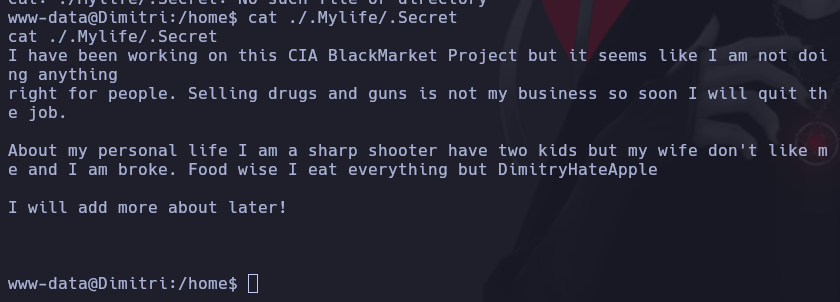 cat: ./Mylife/.Secret: No such file or directory
www-data@Dimitri:/home$ cat ./.Mylife/.Secret
cat ./.Mylife/.Secret
I have been working on this CIA BlackMarket Project but it seems like I am not doi
ng anything
right for people. Selling drugs and guns is not my business so soon I will quit th
e job.
About my personal life I am a sharp shooter have two kids but my wife don't like m
e and I am broke. Food wise I eat everything but DimitryHateApple
I will add more about later!
www-data@Dimitri:/home$